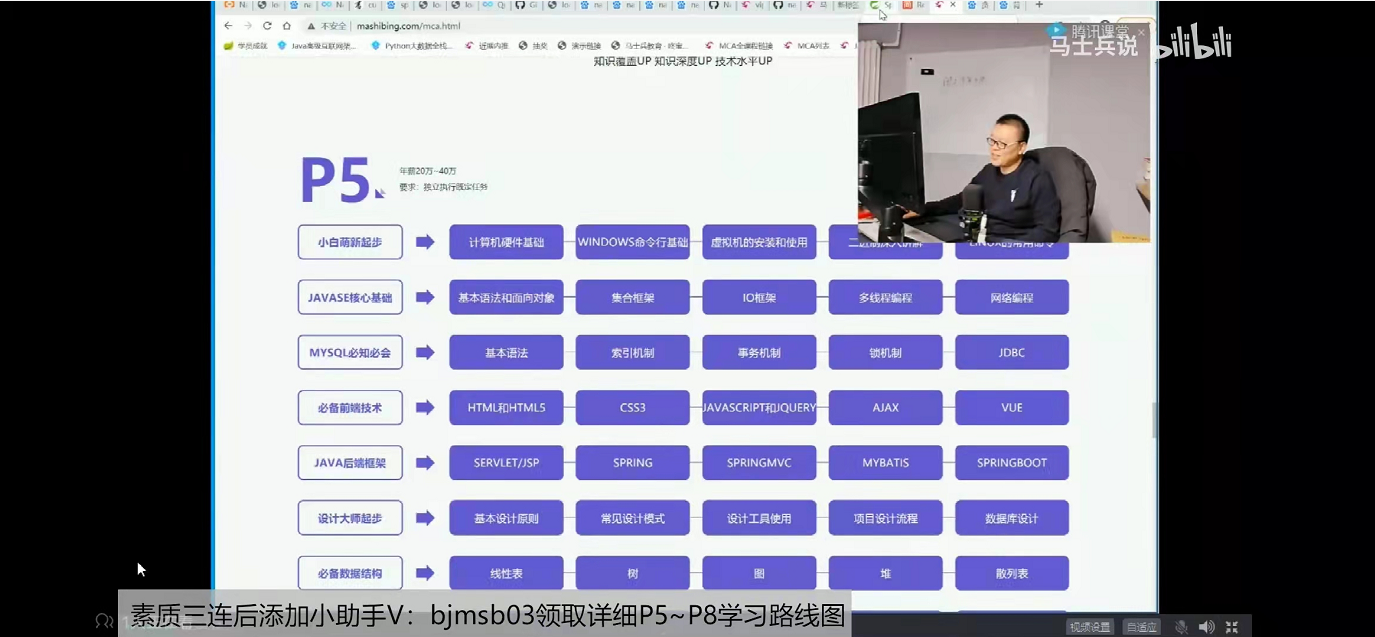 不安全 mashibing.com/mca.html
学员成就 Java高级互联网架... Python大数据全栈... 近期内推 抽奖 演示链接 马士兵教育 · 咚宝... MCA全课程链接 MCA列表
腾讯课堂
马士兵说 bilibili
知识覆盖UP 知识深度UP 技术水平UP
P5
年薪20万~40万
要求：独立执行既定任务
小白萌新起步 计算机硬件基础 WINDOWS命令行基础 虚拟机的安装和使用
JAVASE核心基础 基本语法和面向对象 集合框架 IO框架 多线程编程 网络编程
MYSQL必知必会 基本语法 索引机制 事务机制 锁机制 JDBC
必备前端技术 HTML和HTML5 CSS3 JAVASCRIPT和JQUERY AJAX VUE
JAVA后端框架 SERVLET/JSP SPRING SPRINGMVC MYBATIS SPRINGBOOT
设计大师起步 基本设计原则 常见设计模式 设计工具使用 项目设计流程 数据库设计
必备数据结构 线性表 树 图 堆 散列表
素质三连后添加小助手V：bjmsb03领取详细P5~P8学习路线图
视频设置 自适应